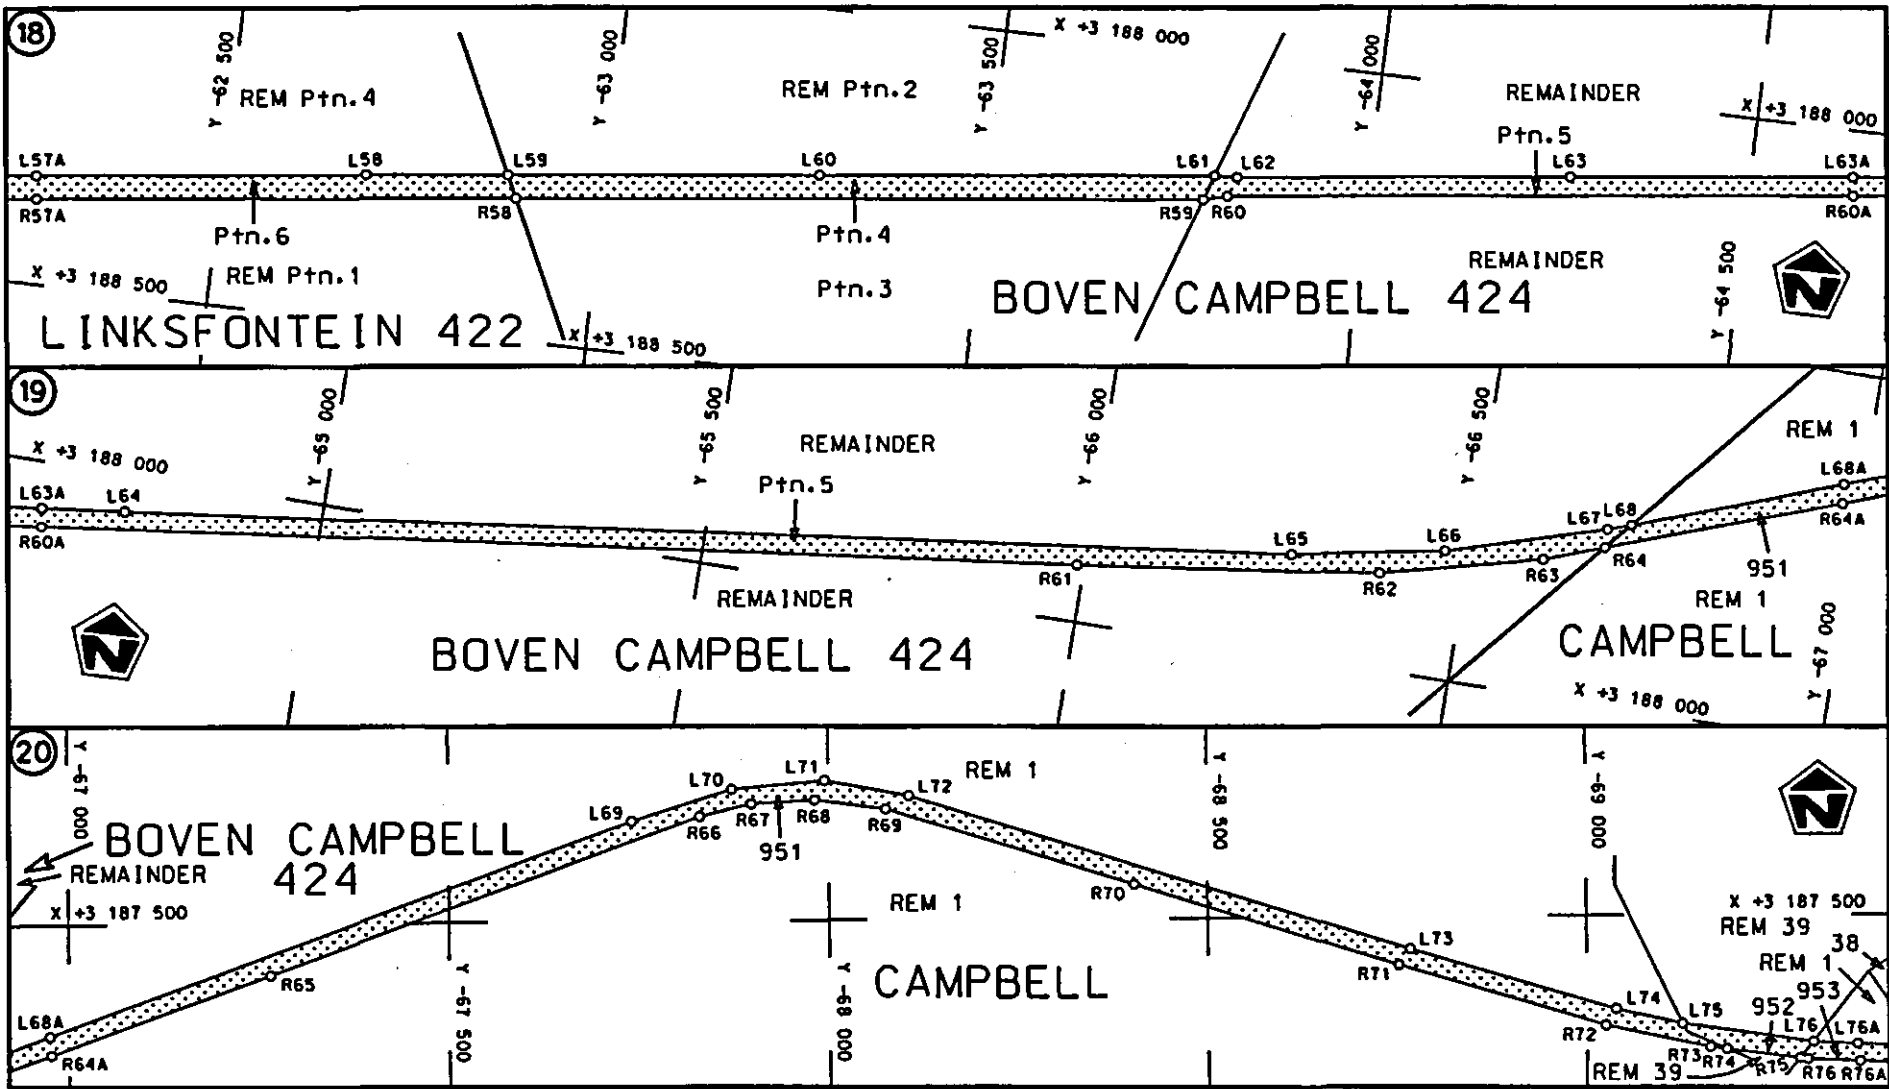 18
Y -62 500
REM Ptn.4
Y -63 000
REM Ptn.2
Y -63 500
X +3 188 000
Y -64 000
REMAINDER
X +3 188 000
Ptn.5
L57A
L58
L59
L60
L61
L62
L63
L63A
R57A
R58
R59
R60
R60A
Ptn.6
Ptn.4
X +3 188 500
REM Ptn.1
Ptn.3
REMAINDER
Y -64 500
N
BOVEN CAMPBELL 424
LINKSFONTEIN 422
X +3 188 500
19
Y -65 000
Y -65 500
Y -66 000
Y -66 500
REM 1
REMAINDER
X +3 188 000
Ptn.5
L63A
L64
L65
L66
L67
L68
L68A
R60A
R61
R62
R63
R64
R64A
951
REMAINDER
REM 1
N
BOVEN CAMPBELL 424
CAMPBELL
Y -67 000
X +3 188 000
20
Y -67 000
L70
L71
L72
REM 1
Y -68 500
Y -69 000
N
L69
R66
R67
R68
R69
951
BOVEN CAMPBELL
424
REMAINDER
X +3 187 500
R70
REM 1
X +3 187 500
REM 39
38
REM 1
L73
R71
R65
CAMPBELL
Y -67 500
Y -68 000
L74
L75
952
953
L76
L76A
L68A
R64A
R72
R73
R74
R75
R76
R76A
REM 39